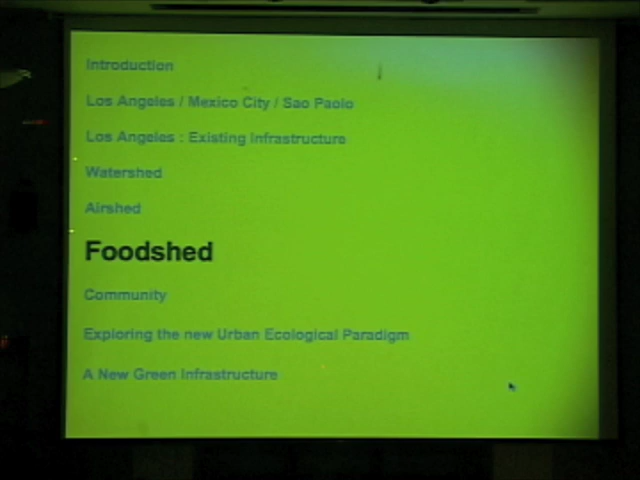 Introduction
Los Angeles / Mexico City / Sao Paolo
Los Angeles : Existing Infrastructure
Watershed
Airshed
Foodshed
Community
Exploring the new Urban Ecological Paradigm
A New Green Infrastructure